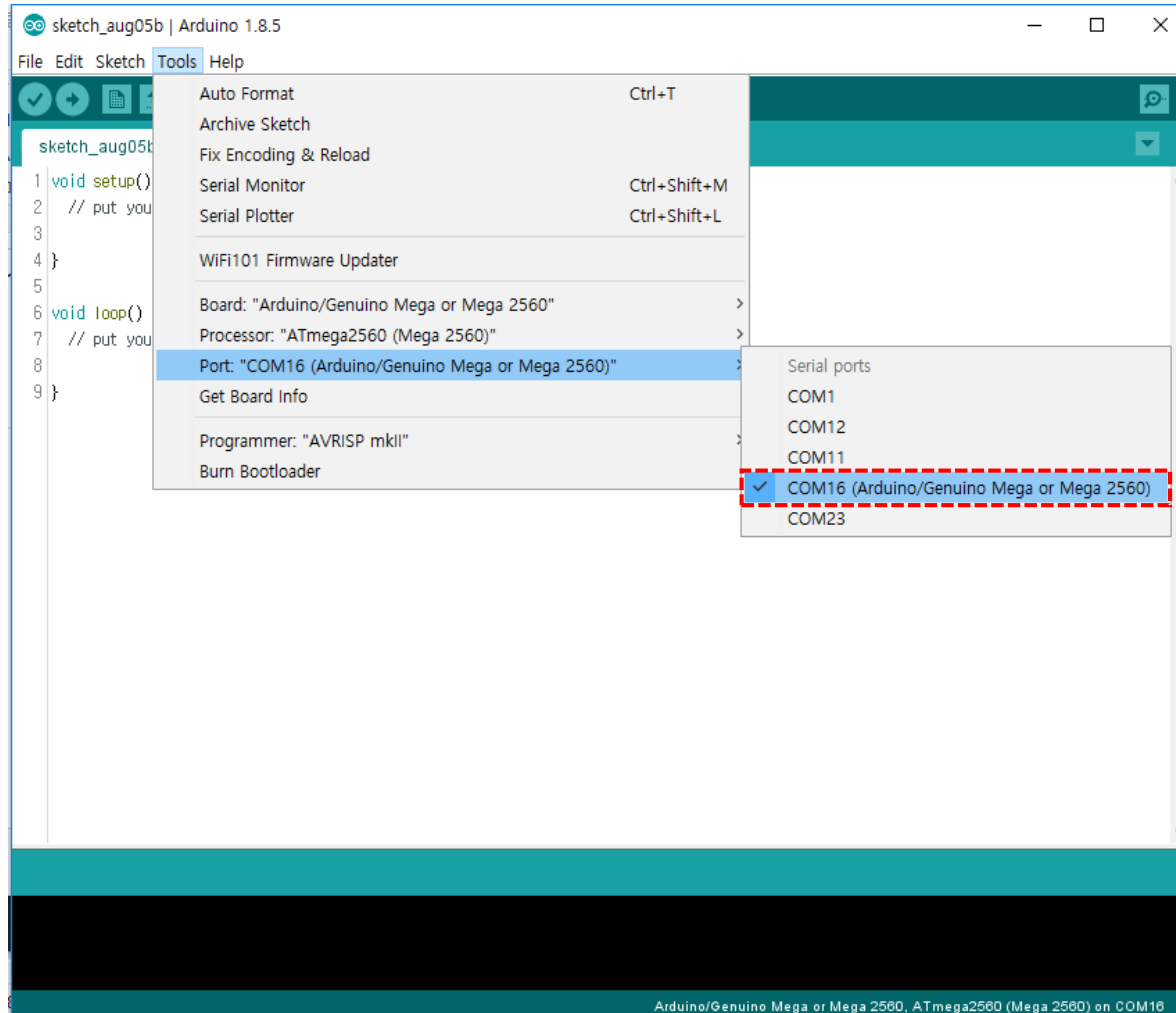 sketch_aug05b | Arduino 1.8.5
File Edit Sketch Tools Help
sketch_aug05b
1 void setup()
2 // put you
3
4 }
5
6 void loop()
7 // put you
8
9 }
Auto Format Ctrl+T
Archive Sketch
Fix Encoding & Reload
Serial Monitor Ctrl+Shift+M
Serial Plotter Ctrl+Shift+L
WiFi101 Firmware Updater
Board: "Arduino/Genuino Mega or Mega 2560"
Processor: "ATmega2560 (Mega 2560)"
Port: "COM16 (Arduino/Genuino Mega or Mega 2560)"
Get Board Info
Programmer: "AVRISP mkII"
Burn Bootloader
Serial ports
COM1
COM12
COM11
COM16 (Arduino/Genuino Mega or Mega 2560)
COM23
Arduino/Genuino Mega or Mega 2560, ATmega2560 (Mega 2560) on COM16